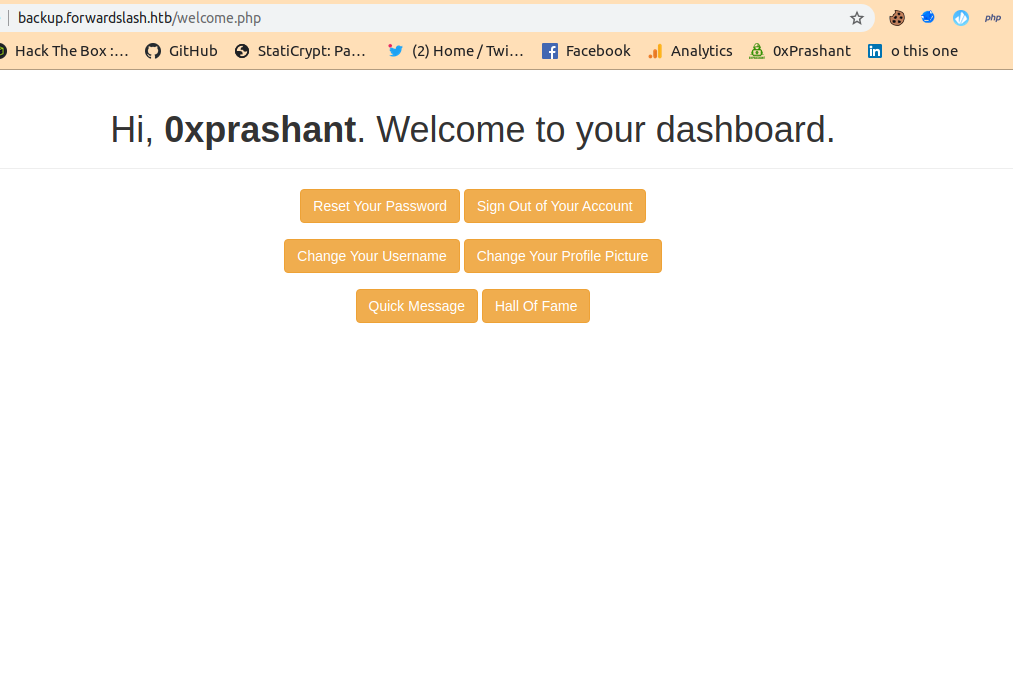 backup.forwardslash.htb/welcome.php
Hack The Box :... GitHub StatiCrypt: Pa... (2) Home / Twi... Facebook Analytics 0xPrashant o this one
Hi, 0xprashant. Welcome to your dashboard.
Reset Your Password Sign Out of Your Account
Change Your Username Change Your Profile Picture
Quick Message Hall Of Fame